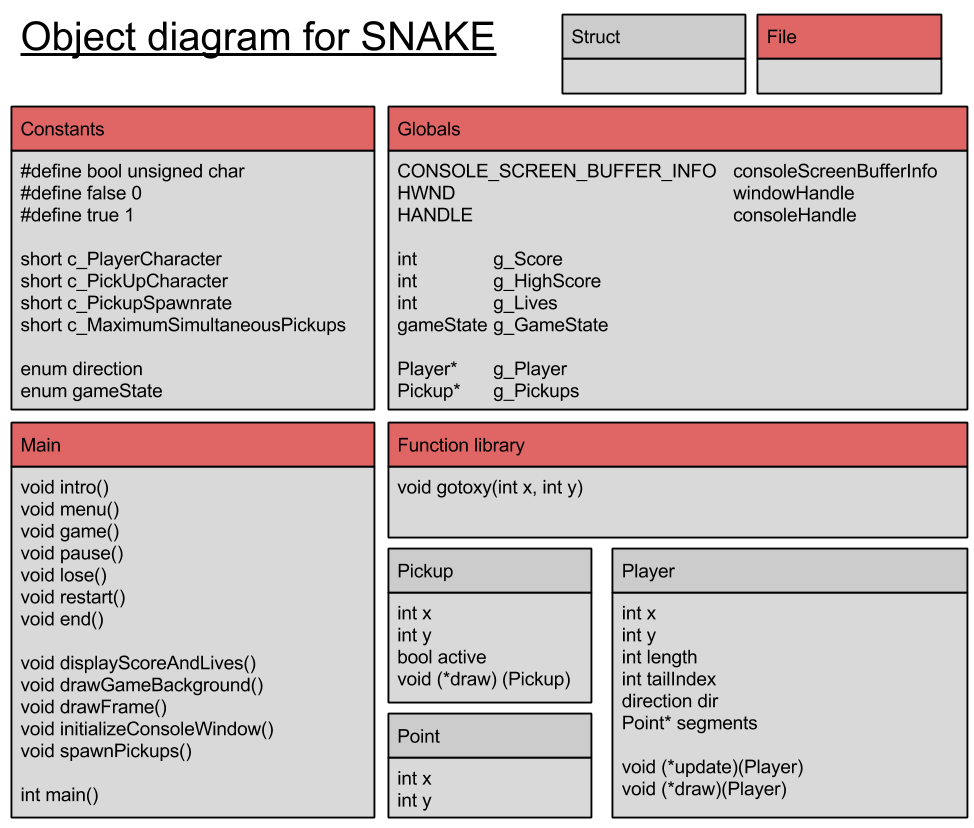 Object diagram for SNAKE
Struct
File
Constants
#define bool unsigned char
#define false 0
#define true 1
short c_PlayerCharacter
short c_PickUpCharacter
short c_PickupSpawnrate
short c_MaximumSimultaneousPickups
enum direction
enum gameState
Globals
CONSOLE_SCREEN_BUFFER_INFO consoleScreenBufferInfo
HWND windowHandle
HANDLE consoleHandle
int g_Score
int g_HighScore
int g_Lives
gameState g_GameState
Player* g_Player
Pickup* g_Pickups
Main
void intro()
void menu()
void game()
void pause()
void lose()
void restart()
void end()
void displayScoreAndLives()
void drawGameBackground()
void drawFrame()
void initializeConsoleWindow()
void spawnPickups()
int main()
Function library
void gotoxy(int x, int y)
Pickup
int x
int y
bool active
void (*draw) (Pickup)
Point
int x
int y
Player
int x
int y
int length
int tailIndex
direction dir
Point* segments
void (*update)(Player)
void (*draw)(Player)